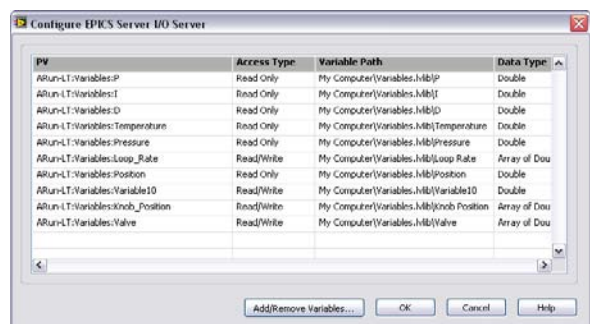 Configure EPICS Server I/O Server
PV Access Type Variable Path Data Type
ARun-LT:Variables:P Read Only My Computer\Variables.lvlib\P Double
ARun-LT:Variables:I Read Only My Computer\Variables.lvlib\I Double
ARun-LT:Variables:D Read Only My Computer\Variables.lvlib\D Double
ARun-LT:Variables:Temperature Read Only My Computer\Variables.lvlib\Temperature Double
ARun-LT:Variables:Pressure Read Only My Computer\Variables.lvlib\Pressure Double
ARun-LT:Variables:Loop_Rate Read/Write My Computer\Variables.lvlib\Loop Rate Array of Dou
ARun-LT:Variables:Position Read Only My Computer\Variables.lvlib\Position Double
ARun-LT:Variables:Variable10 Read/Write My Computer\Variables.lvlib\Variable10 Double
ARun-LT:Variables:Knob_Position Read/Write My Computer\Variables.lvlib\Knob Position Array of Dou
ARun-LT:Variables:Valve Read/Write My Computer\Variables.lvlib\Valve Array of Dou
Add/Remove Variables... OK Cancel Help